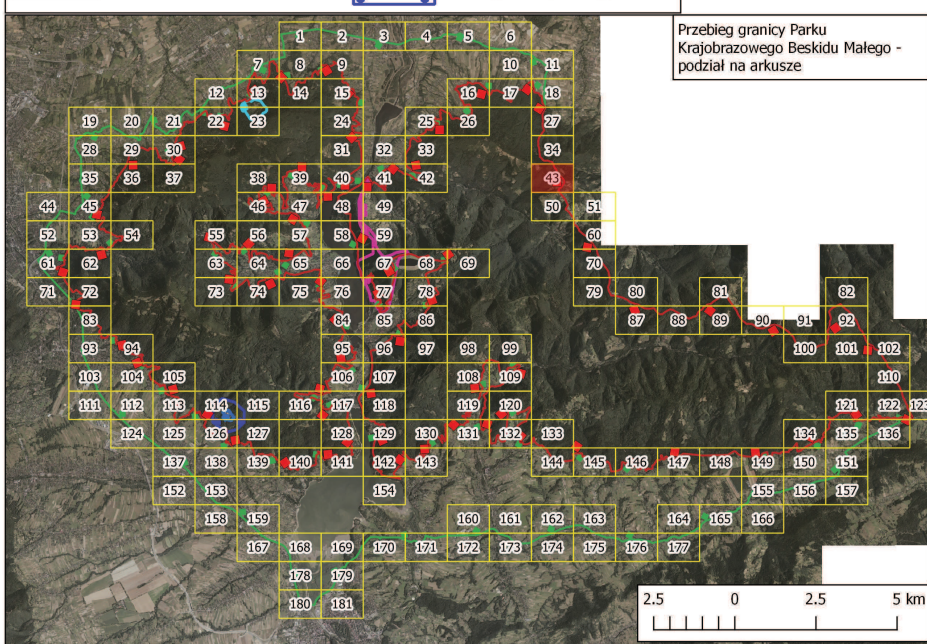 Przebieg granicy Parku
Krajobrazowego Beskidu Małego -
podział na arkusze
1 2 3 4 5 6
7 8 9 10 11
12 13 14 15 16 17 18
19 20 21 22 23 24 25 26 27
28 29 30 31 32 33 34
35 36 37 38 39 40 41 42 43
44 45 46 47 48 49 50 51
52 53 54 55 56 57 58 59 60
61 62 63 64 65 66 67 68 69 70
71 72 73 74 75 76 77 78 79 80 81 82
83 84 85 86 87 88 89 90 91 92
93 94 95 96 97 98 99 100 101 102
103 104 105 106 107 108 109 110
111 112 113 114 115 116 117 118 119 120 121 122 123
124 125 126 127 128 129 130 131 132 133 134 135 136
137 138 139 140 141 142 143 144 145 146 147 148 149 150 151
152 153 154 155 156 157
158 159 160 161 162 163 164 165 166
167 168 169 170 171 172 173 174 175 176 177
178 179
180 181
2.5 0 2.5 5 km